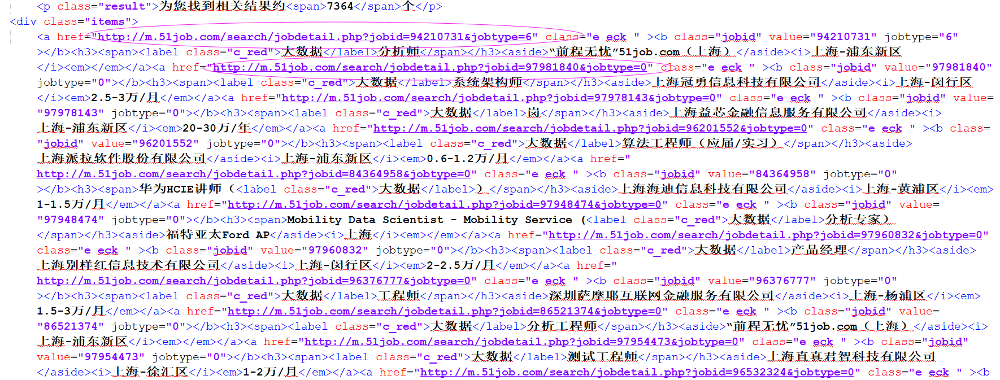 <p class="result">为您找到相关结果约<span>7364</span>个</p>
<div class="items">
<a href="http://m.51job.com/search/jobdetail.php?jobid=94210731&jobtype=6" class="e eck " ><b class="jobid" value="94210731" jobtype="6"
></b><h3><span><label class="c_red">大数据</label>分析师</span></h3><aside>“前程无忧”51job.com（上海）</aside><i>上海-浦东新区
</i><em></em></a><a href="http://m.51job.com/search/jobdetail.php?jobid=97981840&jobtype=0" class="e eck " ><b class="jobid" value="97981840"
jobtype="0"></b><h3><span><label class="c_red">大数据</label>系统架构师</span></h3><aside>上海冠勇信息科技有限公司</aside><i>上海-闵行区
</i><em>2.5-3万/月</em></a><a href="http://m.51job.com/search/jobdetail.php?jobid=97978143&jobtype=0" class="e eck " ><b class="jobid" value=
"97978143" jobtype="0"></b><h3><span><label class="c_red">大数据</label>岗</span></h3><aside>上海益芯金融信息服务有限公司</aside><i>
上海-浦东新区</i><em>20-30万/年</em></a><a href="http://m.51job.com/search/jobdetail.php?jobid=96201552&jobtype=0" class="e eck " ><b class=
"jobid" value="96201552" jobtype="0"></b><h3><span><label class="c_red">大数据</label>算法工程师（应届/实习）</span></h3><aside>
上海派拉软件股份有限公司</aside><i>上海-浦东新区</i><em>0.6-1.2万/月</em></a><a href="
http://m.51job.com/search/jobdetail.php?jobid=84364958&jobtype=0" class="e eck " ><b class="jobid" value="84364958" jobtype="0"
></b><h3><span>华为HCIE讲师（<label class="c_red">大数据</label>）</span></h3><aside>上海海迪信息科技有限公司</aside><i>上海-黄浦区</i><em>
1-1.5万/月</em></a><a href="http://m.51job.com/search/jobdetail.php?jobid=97948474&jobtype=0" class="e eck " ><b class="jobid" value=
"97948474" jobtype="0"></b><h3><span>Mobility Data Scientist - Mobility Service (<label class="c_red">大数据</label>分析专家）
</span></h3><aside>福特亚太Ford AP</aside><i>上海</i><em></em></a><a href="http://m.51job.com/search/jobdetail.php?jobid=97960832&jobtype=0"
class="e eck " ><b class="jobid" value="97960832" jobtype="0"></b><h3><span><label class="c_red">大数据</label>产品经理</span></h3><aside>
上海别样红信息技术有限公司</aside><i>上海-闵行区</i><em>2-2.5万/月</em></a><a href="
http://m.51job.com/search/jobdetail.php?jobid=96376777&jobtype=0" class="e eck " ><b class="jobid" value="96376777" jobtype="0"
></b><h3><span><label class="c_red">大数据</label>工程师</span></h3><aside>深圳萨摩耶互联网金融服务有限公司</aside><i>上海-杨浦区</i><em>
1.5-3万/月</em></a><a href="http://m.51job.com/search/jobdetail.php?jobid=86521374&jobtype=0" class="e eck " ><b class="jobid" value=
"86521374" jobtype="0"></b><h3><span><label class="c_red">大数据</label>分析工程师</span></h3><aside>“前程无忧”51job.com（上海）</aside><i>
上海-浦东新区</i><em></em></a><a href="http://m.51job.com/search/jobdetail.php?jobid=97954473&jobtype=0" class="e eck " ><b class="jobid"
value="97954473" jobtype="0"></b><h3><span><label class="c_red">大数据</label>测试工程师</span></h3><aside>上海直真君智科技有限公司
</aside><i>上海-徐汇区</i><em>1-2万/月</em></a><a href="http://m.51job.com/search/jobdetail.php?jobid=96532324&jobtype=0" class="e eck " ><b